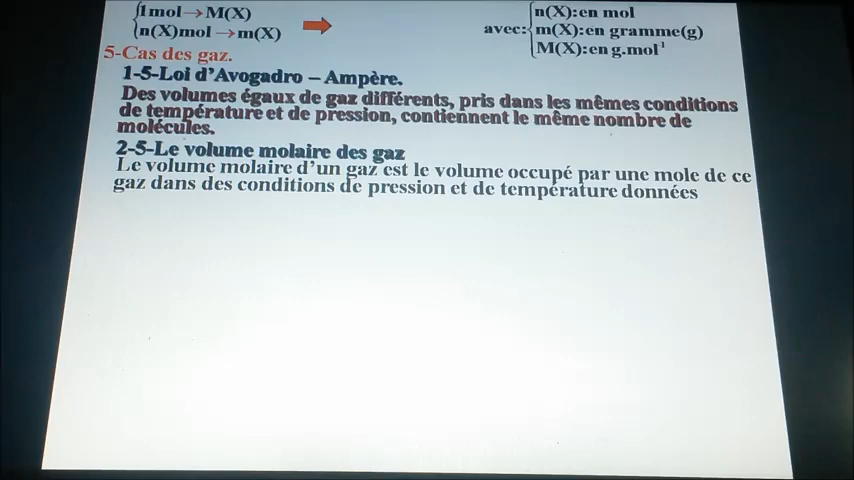 1mol→M(X)
n(X)mol→m(X)
avec:
n(X):en mol
m(X):en gramme(g)
M(X):en g.mol¹
5-Cas des gaz.
1-5-Loi d'Avogadro – Ampère.
Des volumes égaux de gaz différents, pris dans les mêmes conditions
de température et de pression, contiennent le même nombre de
molécules.
2-5-Le volume molaire des gaz
Le volume molaire d'un gaz est le volume occupé par une mole de ce
gaz dans des conditions de pression et de température données